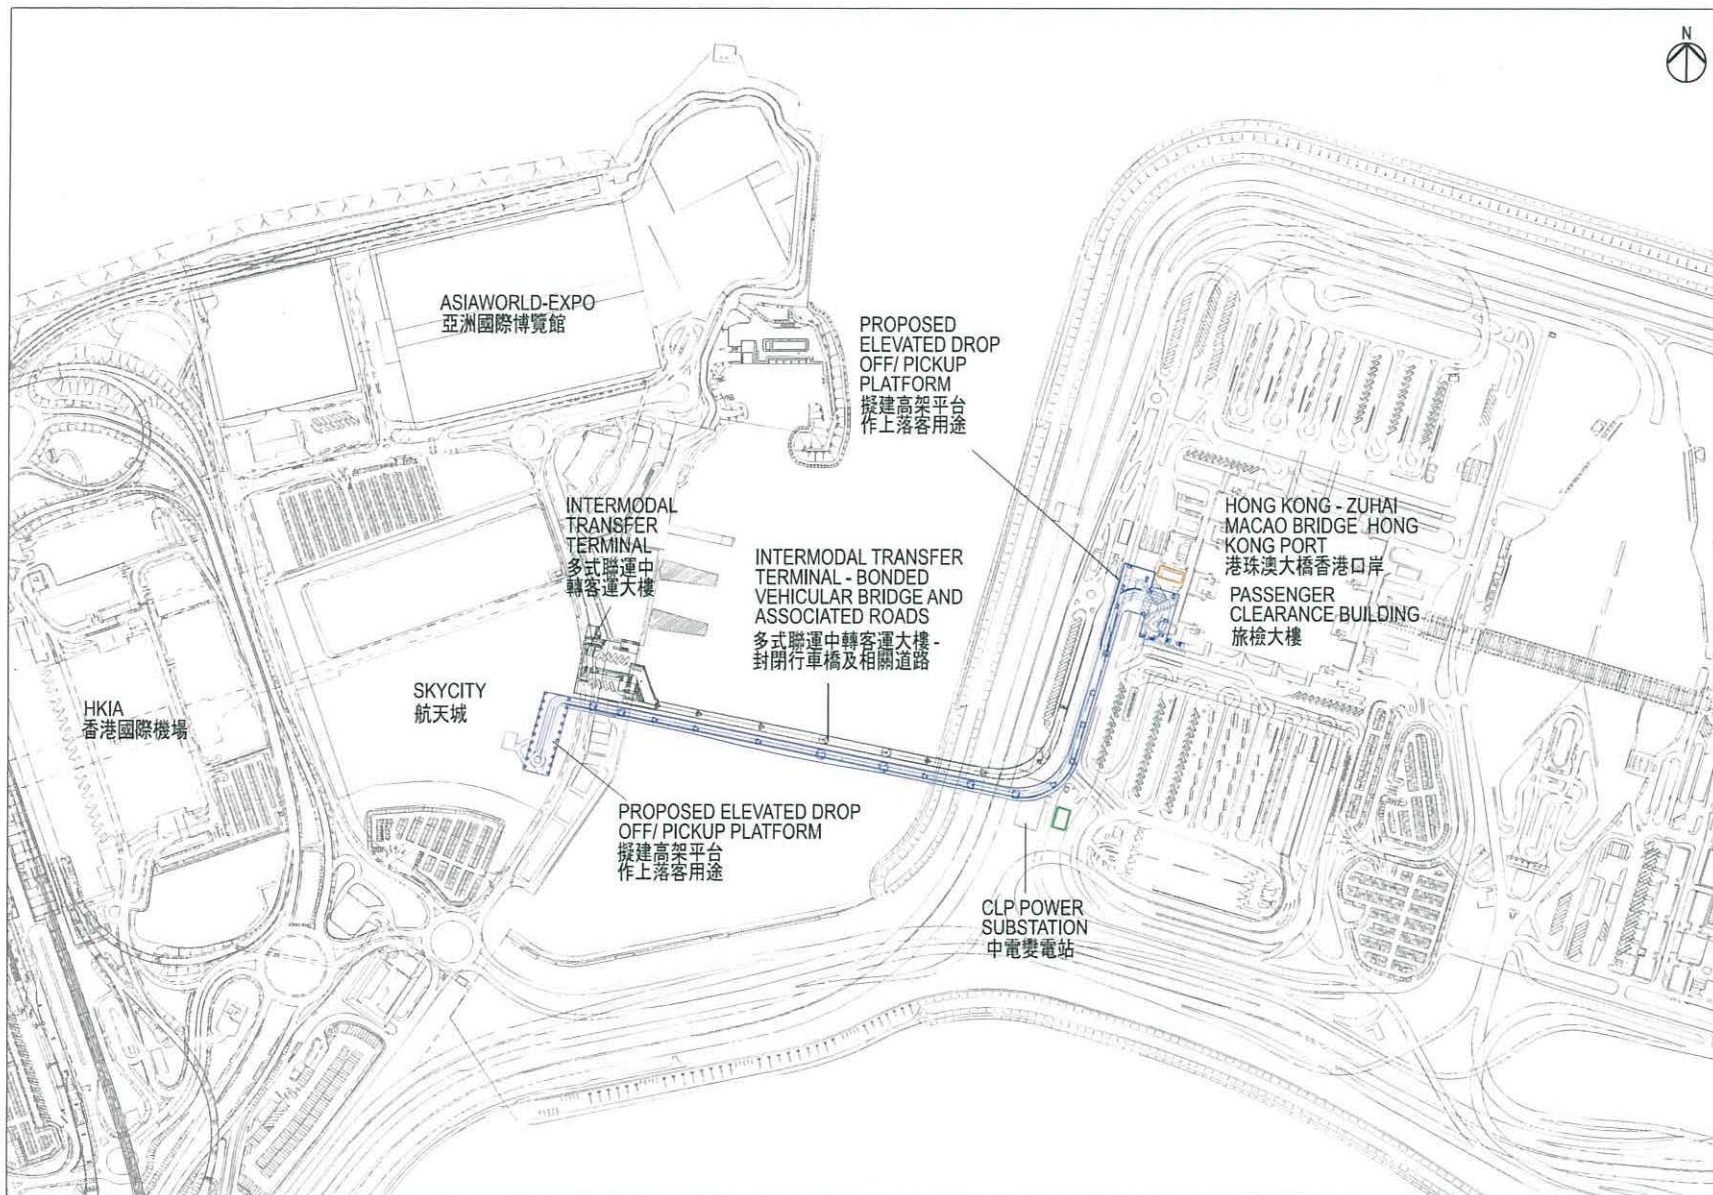 N
ASIAWORLD-EXPO
亞洲國際博覽館
PROPOSED
ELEVATED DROP
OFF/ PICKUP
PLATFORM
擬建高架平台
作上落客用途
INTERMODAL
TRANSFER
TERMINAL
多式聯運中
轉客運大樓
INTERMODAL TRANSFER
TERMINAL - BONDED
VEHICULAR BRIDGE AND
ASSOCIATED ROADS
多式聯運中轉客運大樓-
封閉行車橋及相關道路
HONG KONG - ZUHAI
MACAO BRIDGE HONG
KONG PORT
港珠澳大橋香港口岸
PASSENGER
CLEARANCE BUILDING
旅檢大樓
HKIA
香港國際機場
SKYCITY
航天城
PROPOSED ELEVATED DROP
OFF/ PICKUP PLATFORM
擬建高架平台
作上落客用途
CLP POWER
SUBSTATION
中電變電站